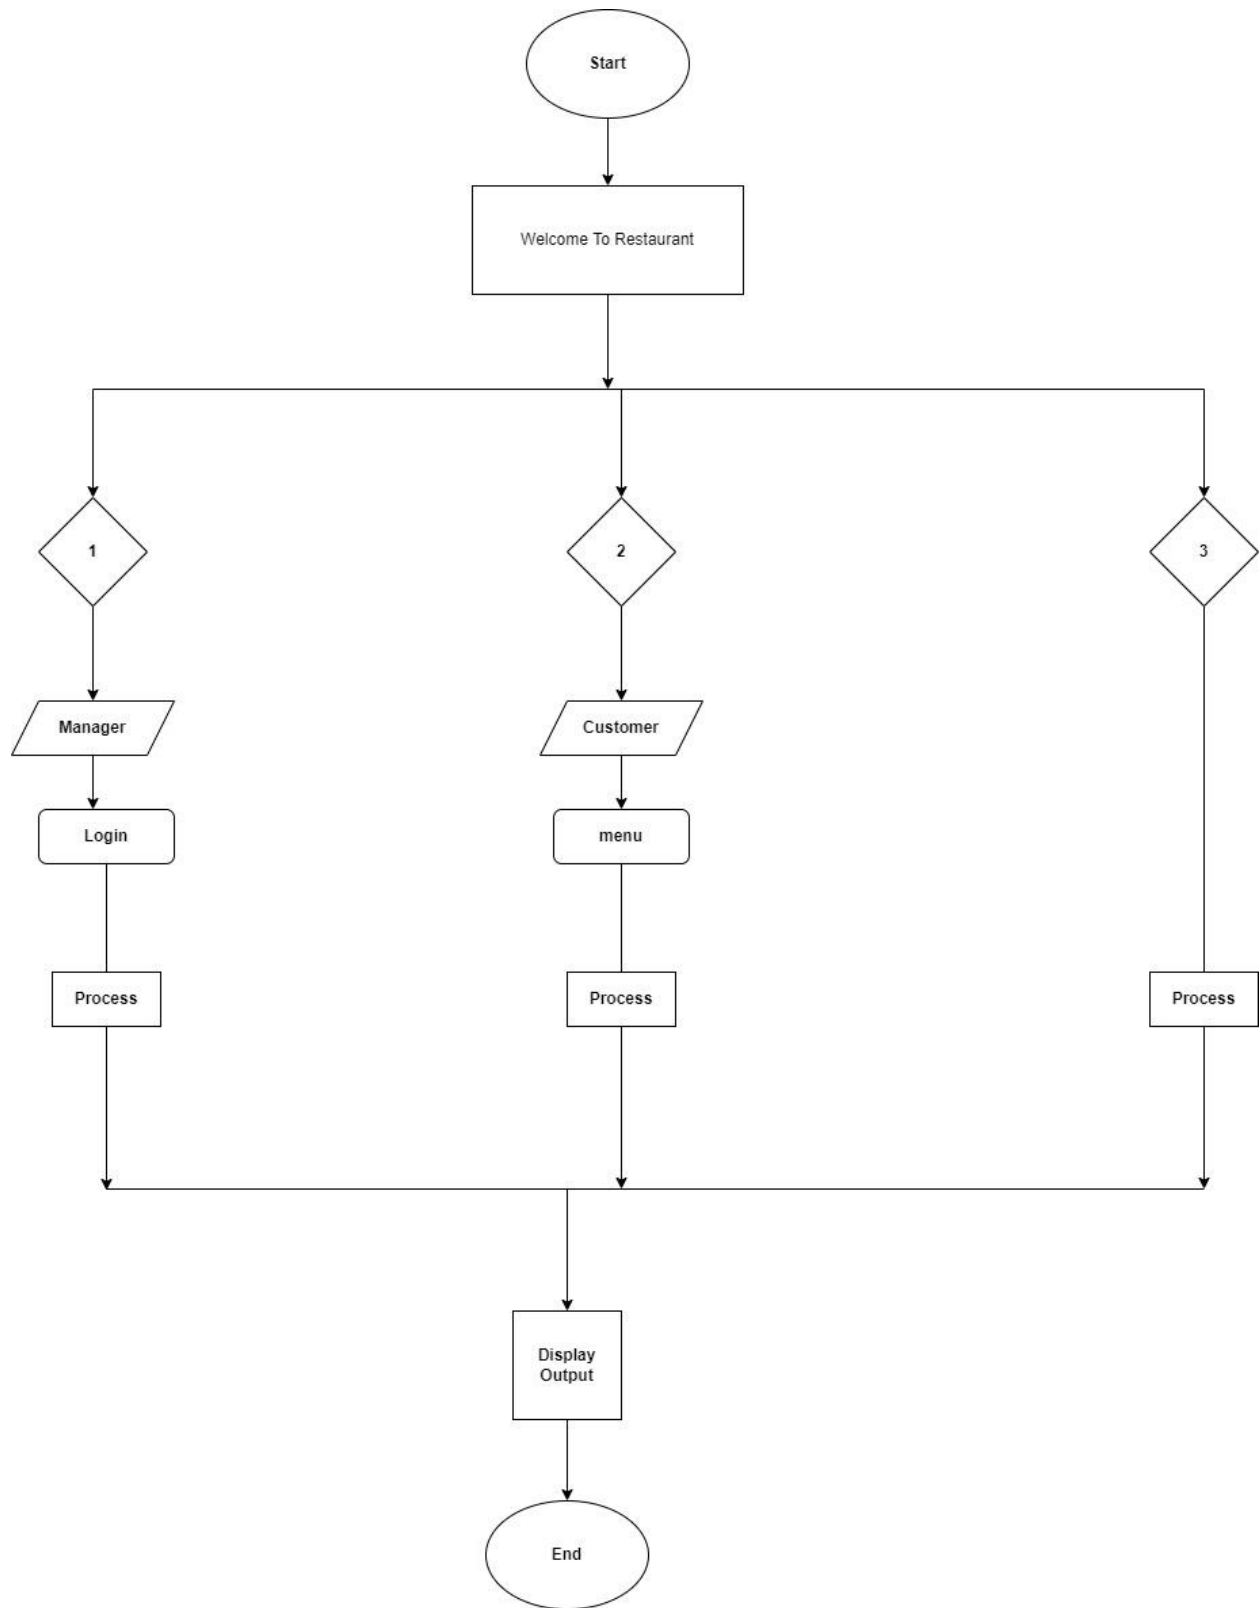 Start
Welcome To Restaurant
1
2
3
Manager
Customer
Login
menu
Process
Process
Process
Display
Output
End